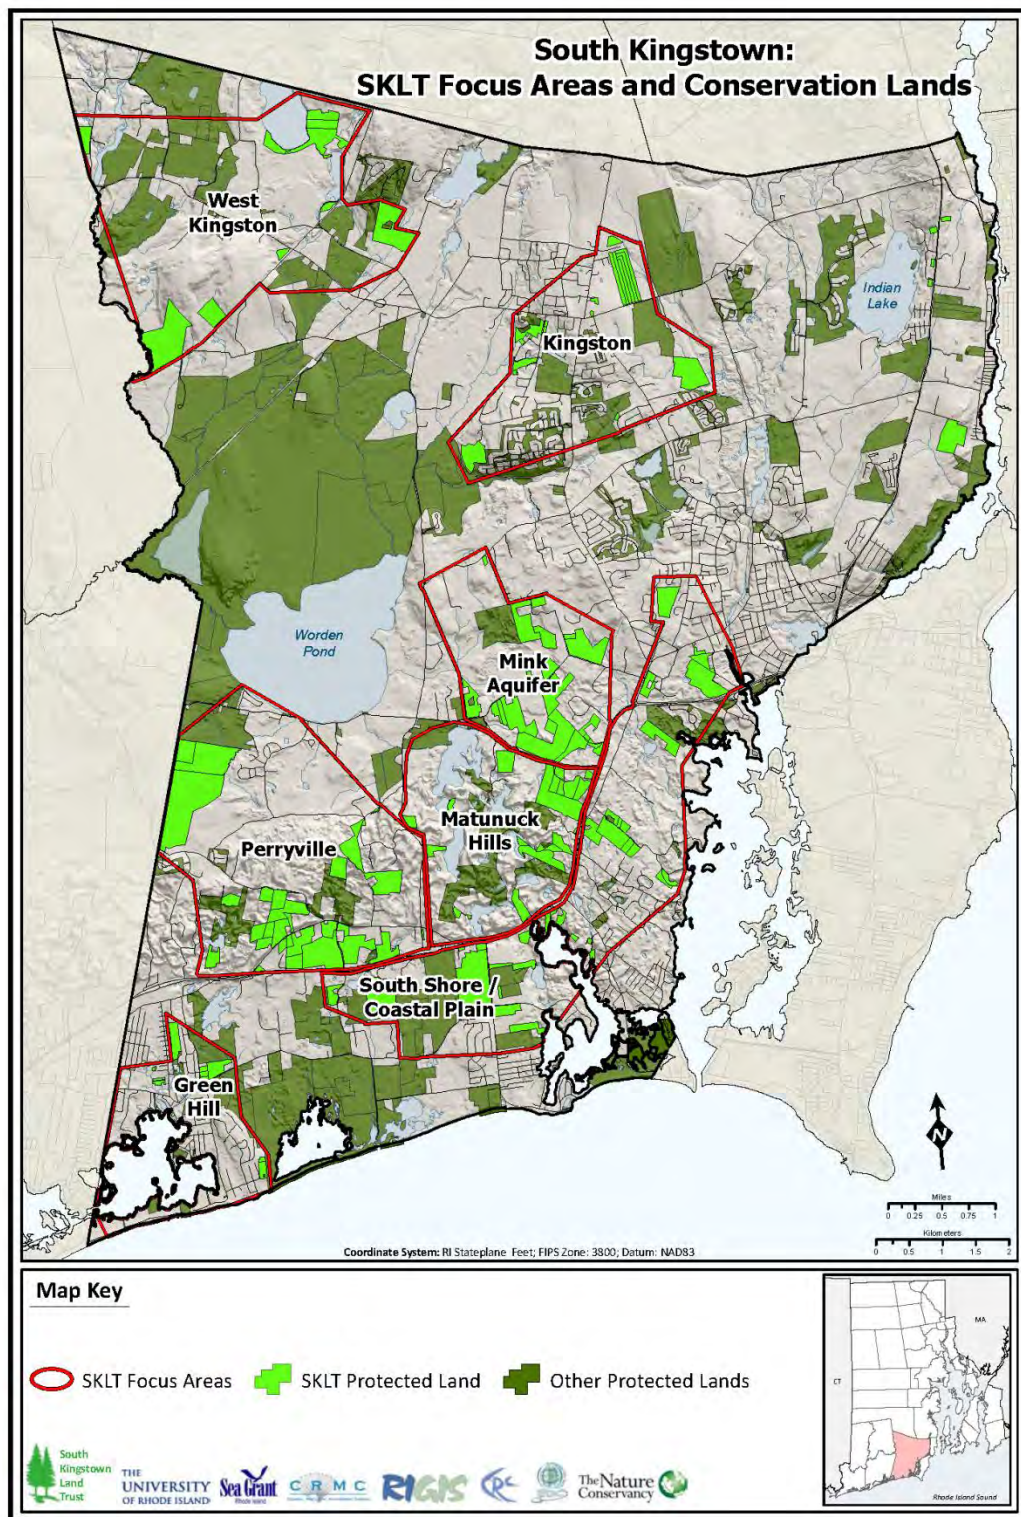 South Kingstown:
SKLT Focus Areas and Conservation Lands
West
Kingston
Indian
Lake
Kingston
Worden
Pond
Mink
Aquifer
Matunuck
Hills
Perryville
South Shore /
Coastal Plain
Green
Hill
N
Miles
0 0.25 0.5 0.75 1
Kilometers
0 0.5 1 1.5 2
Coordinate System: RI Stateplane Feet; FIPS Zone: 3800; Datum: NAD83
Map Key
SKLT Focus Areas
SKLT Protected Land
Other Protected Lands
MA
CT
Rhode Island Sound
South
Kingstown
Land
Trust
THE
UNIVERSITY
OF RHODE ISLAND
Sea Grant
Rhode Island
CRMC
RIGIS
The Nature
Conservancy